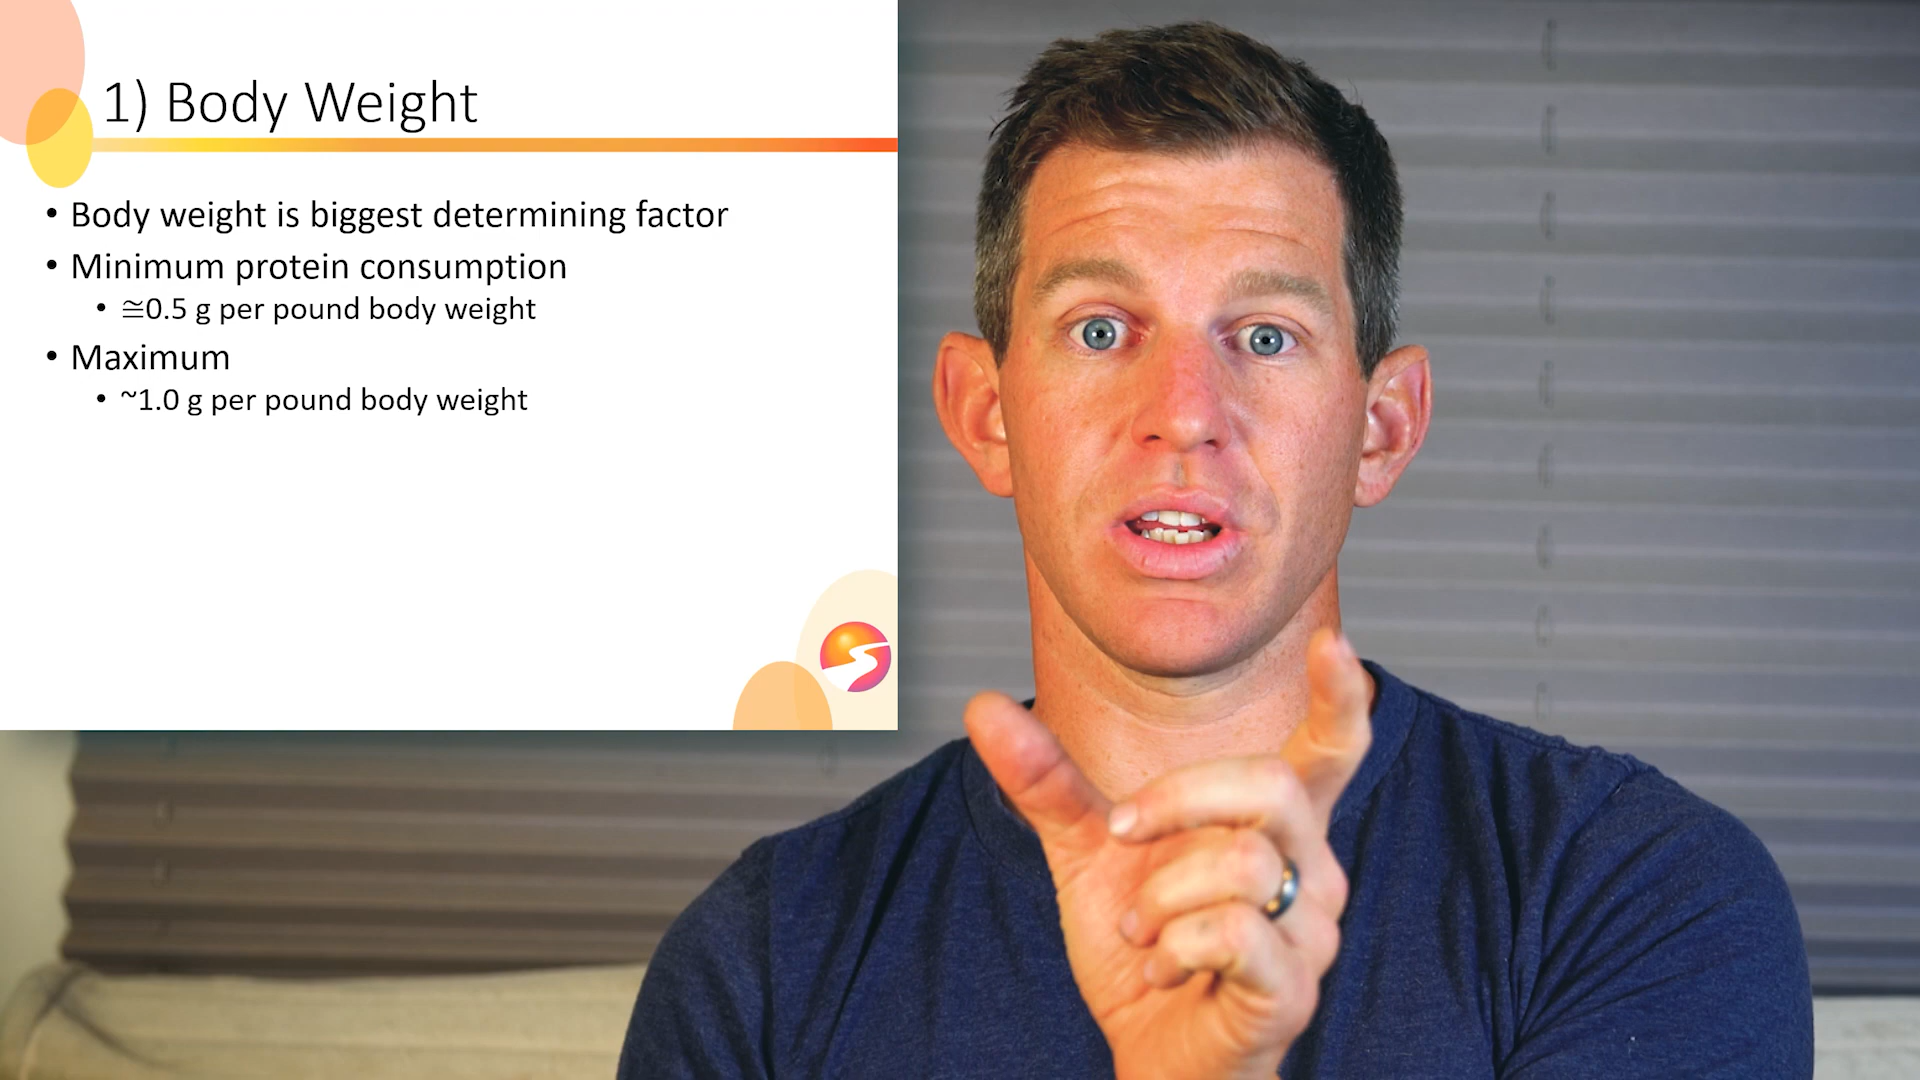 1) Body Weight
• Body weight is biggest determining factor
• Minimum protein consumption
• ≅0.5 g per pound body weight
• Maximum
• ~1.0 g per pound body weight